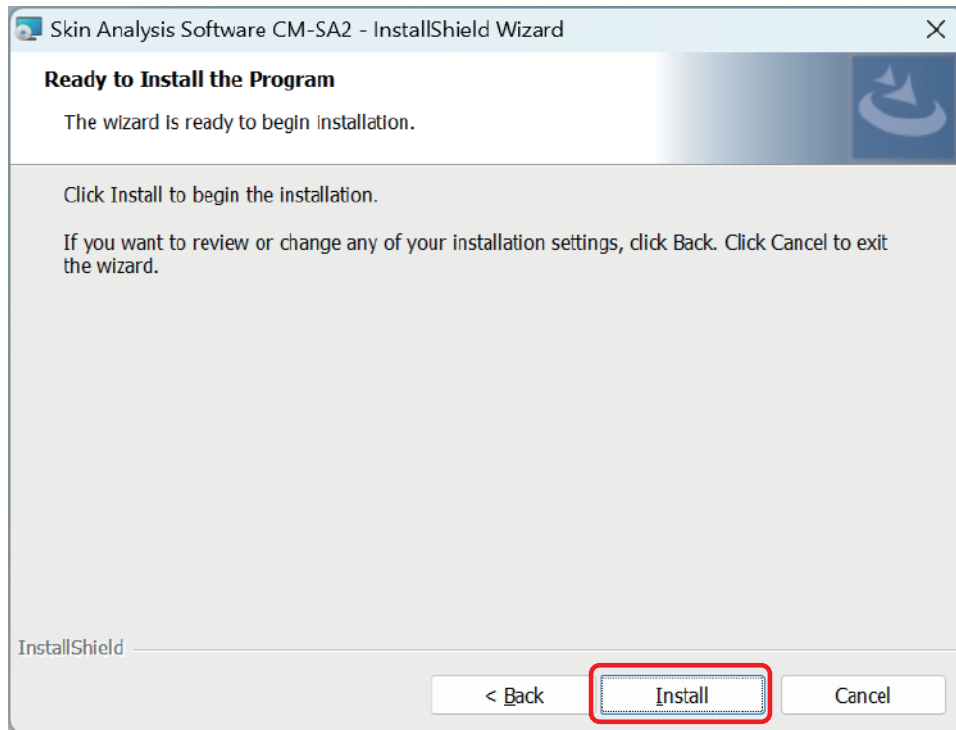 Skin Analysis Software CM-SA2 - InstallShield Wizard
Ready to Install the Program
The wizard is ready to begin installation.
Click Install to begin the installation.
If you want to review or change any of your installation settings, click Back. Click Cancel to exit
the wizard.
InstallShield
< Back Install Cancel